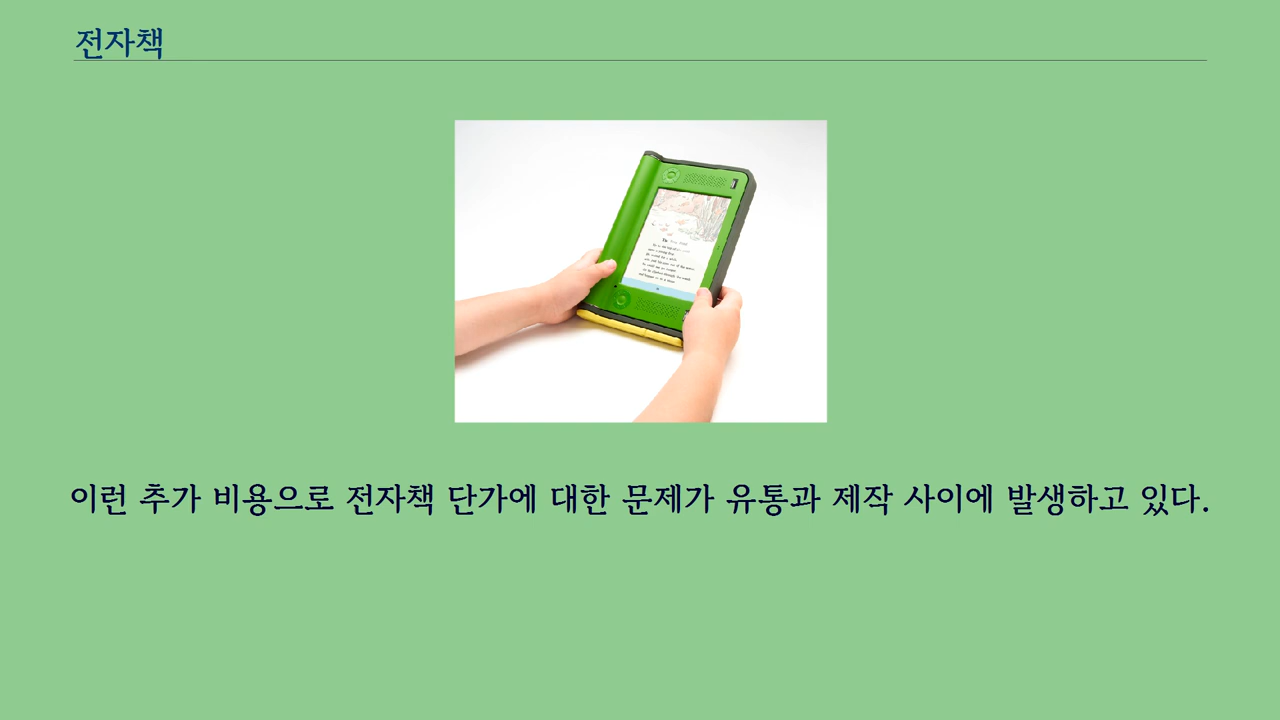 전자책
이런 추가 비용으로 전자책 단가에 대한 문제가 유통과 제작 사이에 발생하고 있다.